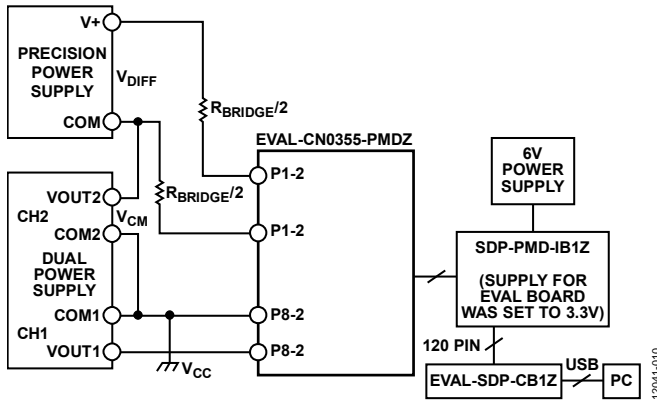 V+
PRECISION
POWER
SUPPLY
VDIFF
COM
RBRIDGE/2
RBRIDGE/2
VOUT2
CH2
VCM
COM2
DUAL
POWER
SUPPLY
COM1
CH1
VOUT1
VCC
EVAL-CN0355-PMDZ
P1-2
P1-2
P8-2
P8-2
6V
POWER
SUPPLY
SDP-PMD-IB1Z
(SUPPLY FOR
EVAL BOARD
WAS SET TO 3.3V)
120 PIN
EVAL-SDP-CB1Z
USB
PC
12041-010